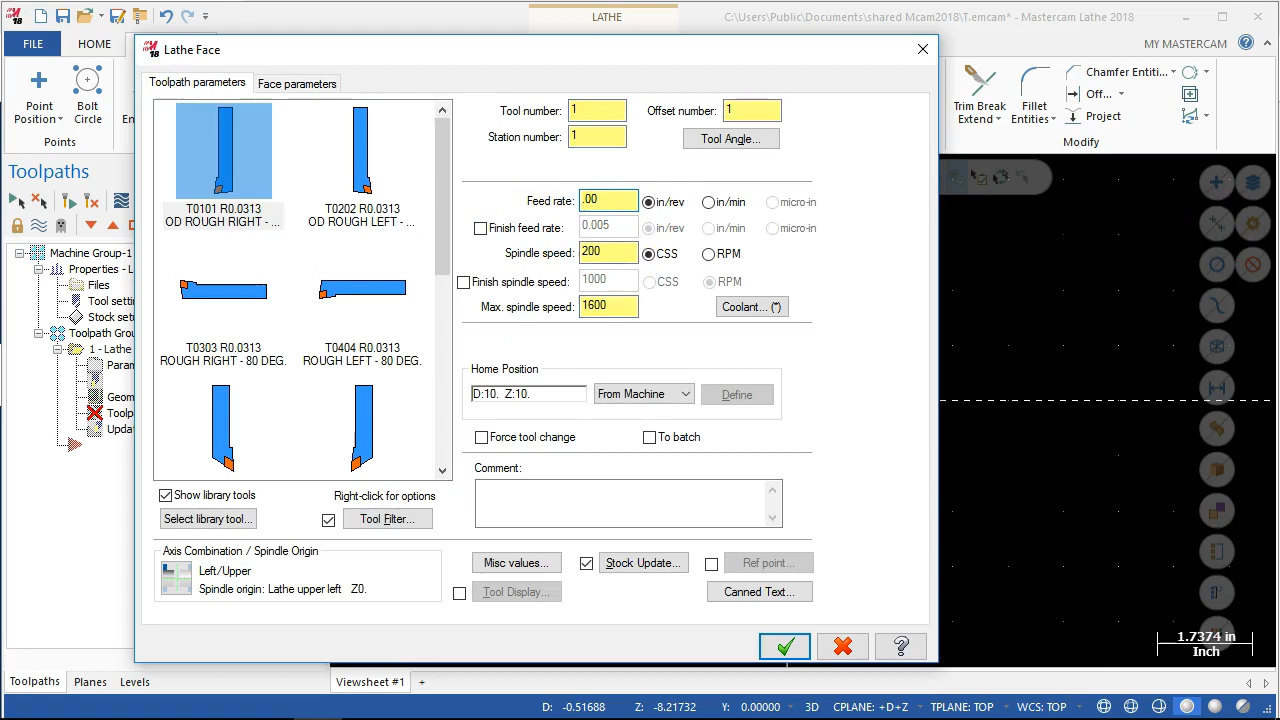 18
LATHE
C:\Users\Public\Documents\shared Mcam2018\T.emcam* - Mastercam Lathe 2018
FILE
HOME
MY MASTERCAM
Lathe Face
Point
Position
Bolt
Circle
Points
Trim Break
Extend
Fillet
Entities
Chamfer Entiti...
Off...
Project
Modify
Toolpath parameters
Face parameters
Toolpaths
Machine Group-1
Properties - L
Files
Tool setti
Stock setu
Toolpath Grou
1 - Lathe
Param
Geom
Toolp
Upda
T0101 R0.0313
OD ROUGH RIGHT - ...
T0202 R0.0313
OD ROUGH LEFT - ...
T0303 R0.0313
ROUGH RIGHT - 80 DEG.
T0404 R0.0313
ROUGH LEFT - 80 DEG.
Show library tools
Right-click for options
Select library tool...
Tool Filter...
Axis Combination / Spindle Origin
Left/Upper
Spindle origin: Lathe upper left Z0.
Tool number: 1
Offset number: 1
Station number: 1
Tool Angle...
Feed rate: .00 in/rev in/min micro-in
Finish feed rate: 0.005 in/rev in/min micro-in
Spindle speed: 200 CSS RPM
Finish spindle speed: 1000 CSS RPM
Max. spindle speed: 1600 Coolant... (*)
Home Position
D:10. Z:10. From Machine Define
Force tool change
To batch
Comment:
Misc values...
Stock Update...
Ref point...
Tool Display...
Canned Text...
1.7374 in
Inch
Toolpaths Planes Levels
Viewsheet #1 +
D: -0.51688 Z: -8.21732 Y: 0.00000 3D CPLANE: +D+Z TPLANE: TOP WCS: TOP